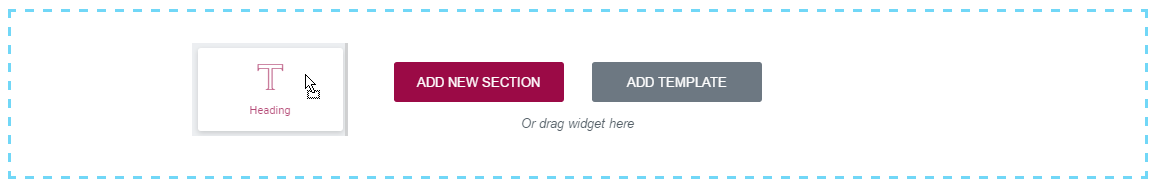 T
Heading
ADD NEW SECTION
ADD TEMPLATE
Or drag widget here